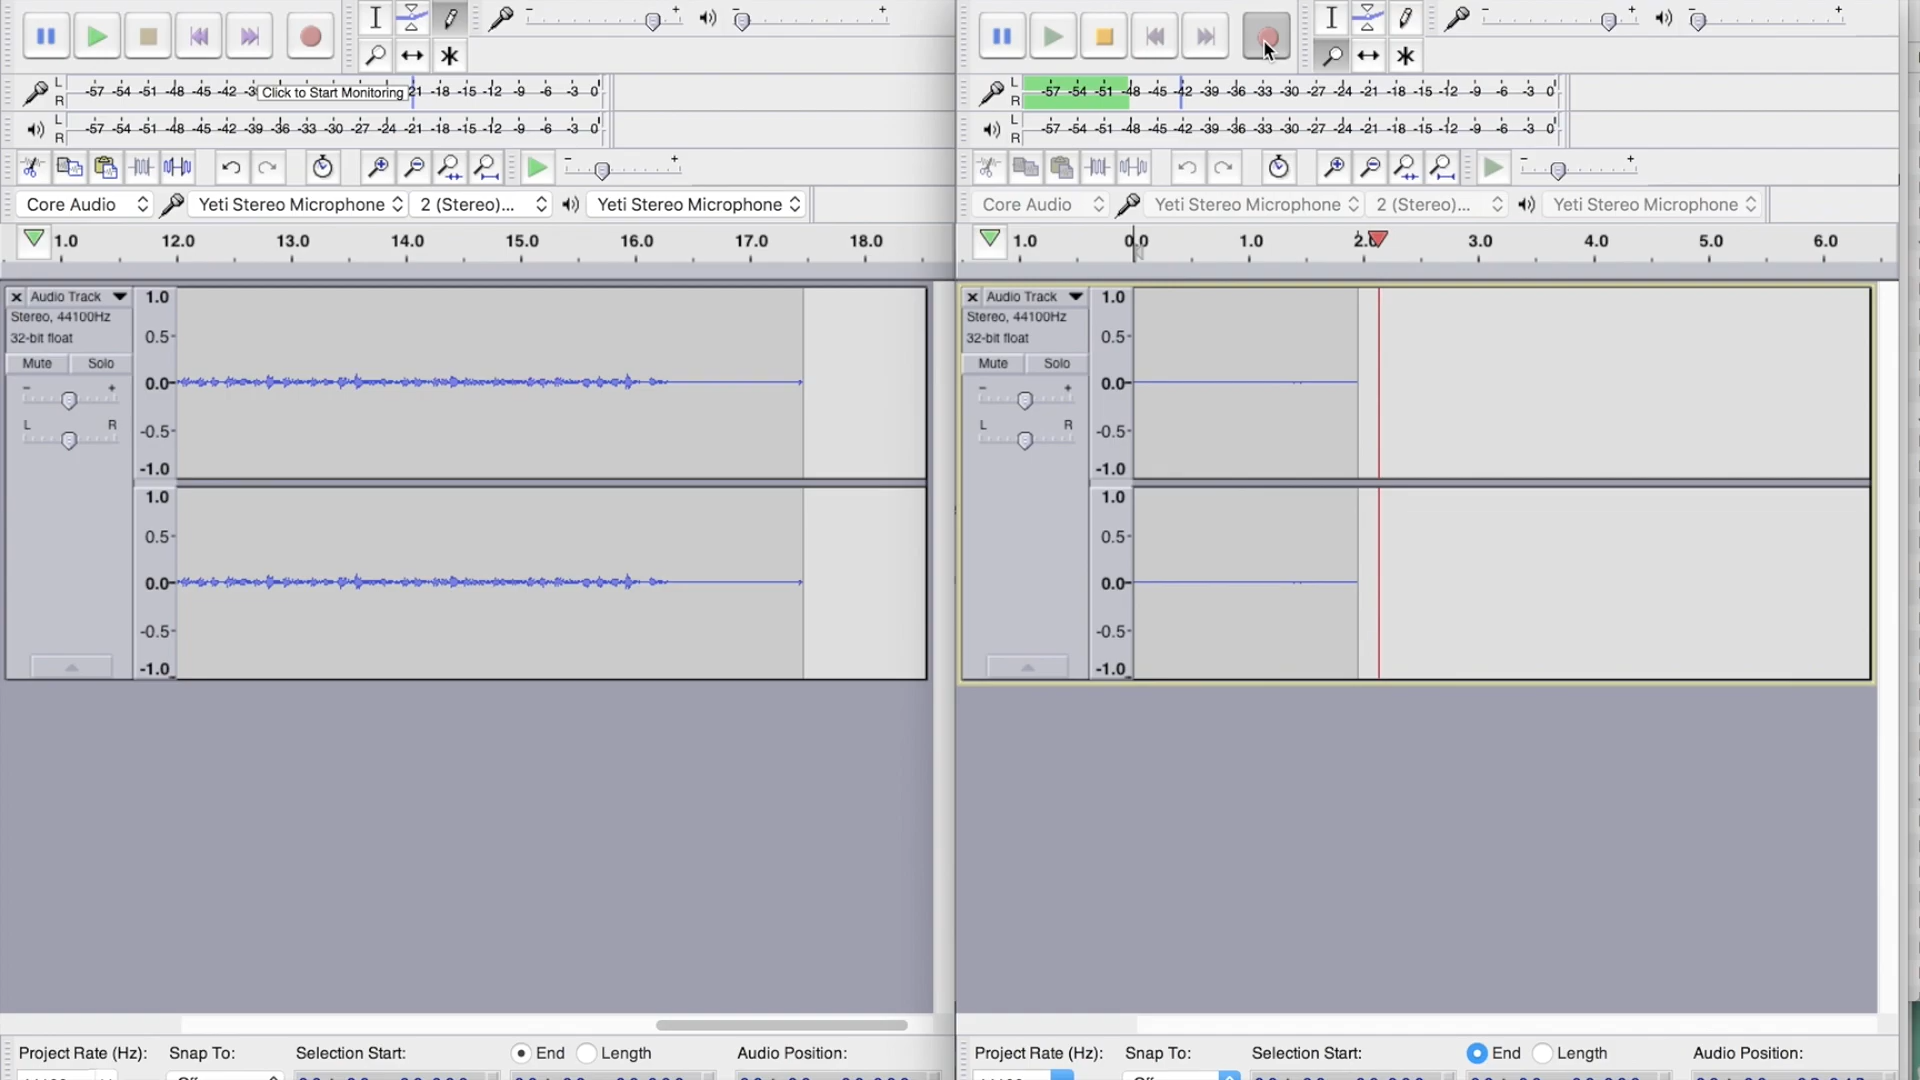 L
R
-57 -54 -51 -48 -45 -42 -3 Click to Start Monitoring 21 -18 -15 -12 -9 -6 -3 0
L
R
-57 -54 -51 -48 -45 -42 -39 -36 -33 -30 -27 -24 -21 -18 -15 -12 -9 -6 -3 0
Core Audio
Yeti Stereo Microphone
2 (Stereo)...
Yeti Stereo Microphone
1.0 12.0 13.0 14.0 15.0 16.0 17.0 18.0
Audio Track
Stereo, 44100Hz
32-bit float
Mute Solo
- +
L R
1.0
0.5-
0.0-
-0.5-
-1.0
1.0
0.5-
0.0-
-0.5-
-1.0
Project Rate (Hz): Snap To: Selection Start: End Length Audio Position:
L
R
-57 -54 -51 -48 -45 -42 -39 -36 -33 -30 -27 -24 -21 -18 -15 -12 -9 -6 -3 0
L
R
-57 -54 -51 -48 -45 -42 -39 -36 -33 -30 -27 -24 -21 -18 -15 -12 -9 -6 -3 0
Core Audio
Yeti Stereo Microphone
2 (Stereo)...
Yeti Stereo Microphone
1.0 0.0 1.0 2.0 3.0 4.0 5.0 6.0
Audio Track
Stereo, 44100Hz
32-bit float
Mute Solo
- +
L R
1.0
0.5-
0.0-
-0.5-
-1.0
1.0
0.5-
0.0-
-0.5-
-1.0
Project Rate (Hz): Snap To: Selection Start: End Length Audio Position: